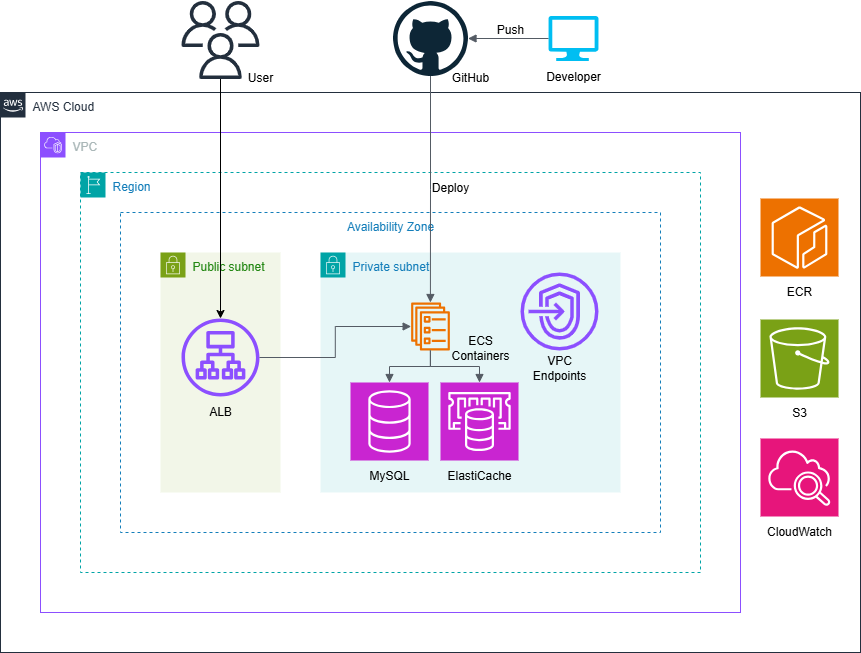 Push
User
GitHub
Developer
aws
AWS Cloud
VPC
Region
Deploy
Availability Zone
Public subnet
Private subnet
ECR
ECS
Containers
VPC
Endpoints
ALB
S3
MySQL
ElastiCache
CloudWatch